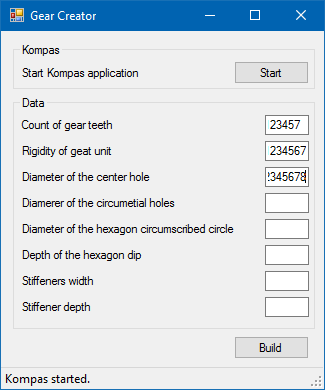 Gear Creator
Kompas
Start Kompas application Start
Data
Count of gear teeth 23457
Rigidity of geat unit 234567
Diameter of the center hole 2345678
Diamerer of the circumetial holes
Diameter of the hexagon circumscribed circle
Depth of the hexagon dip
Stiffeners width
Stiffener depth
Build
Kompas started.